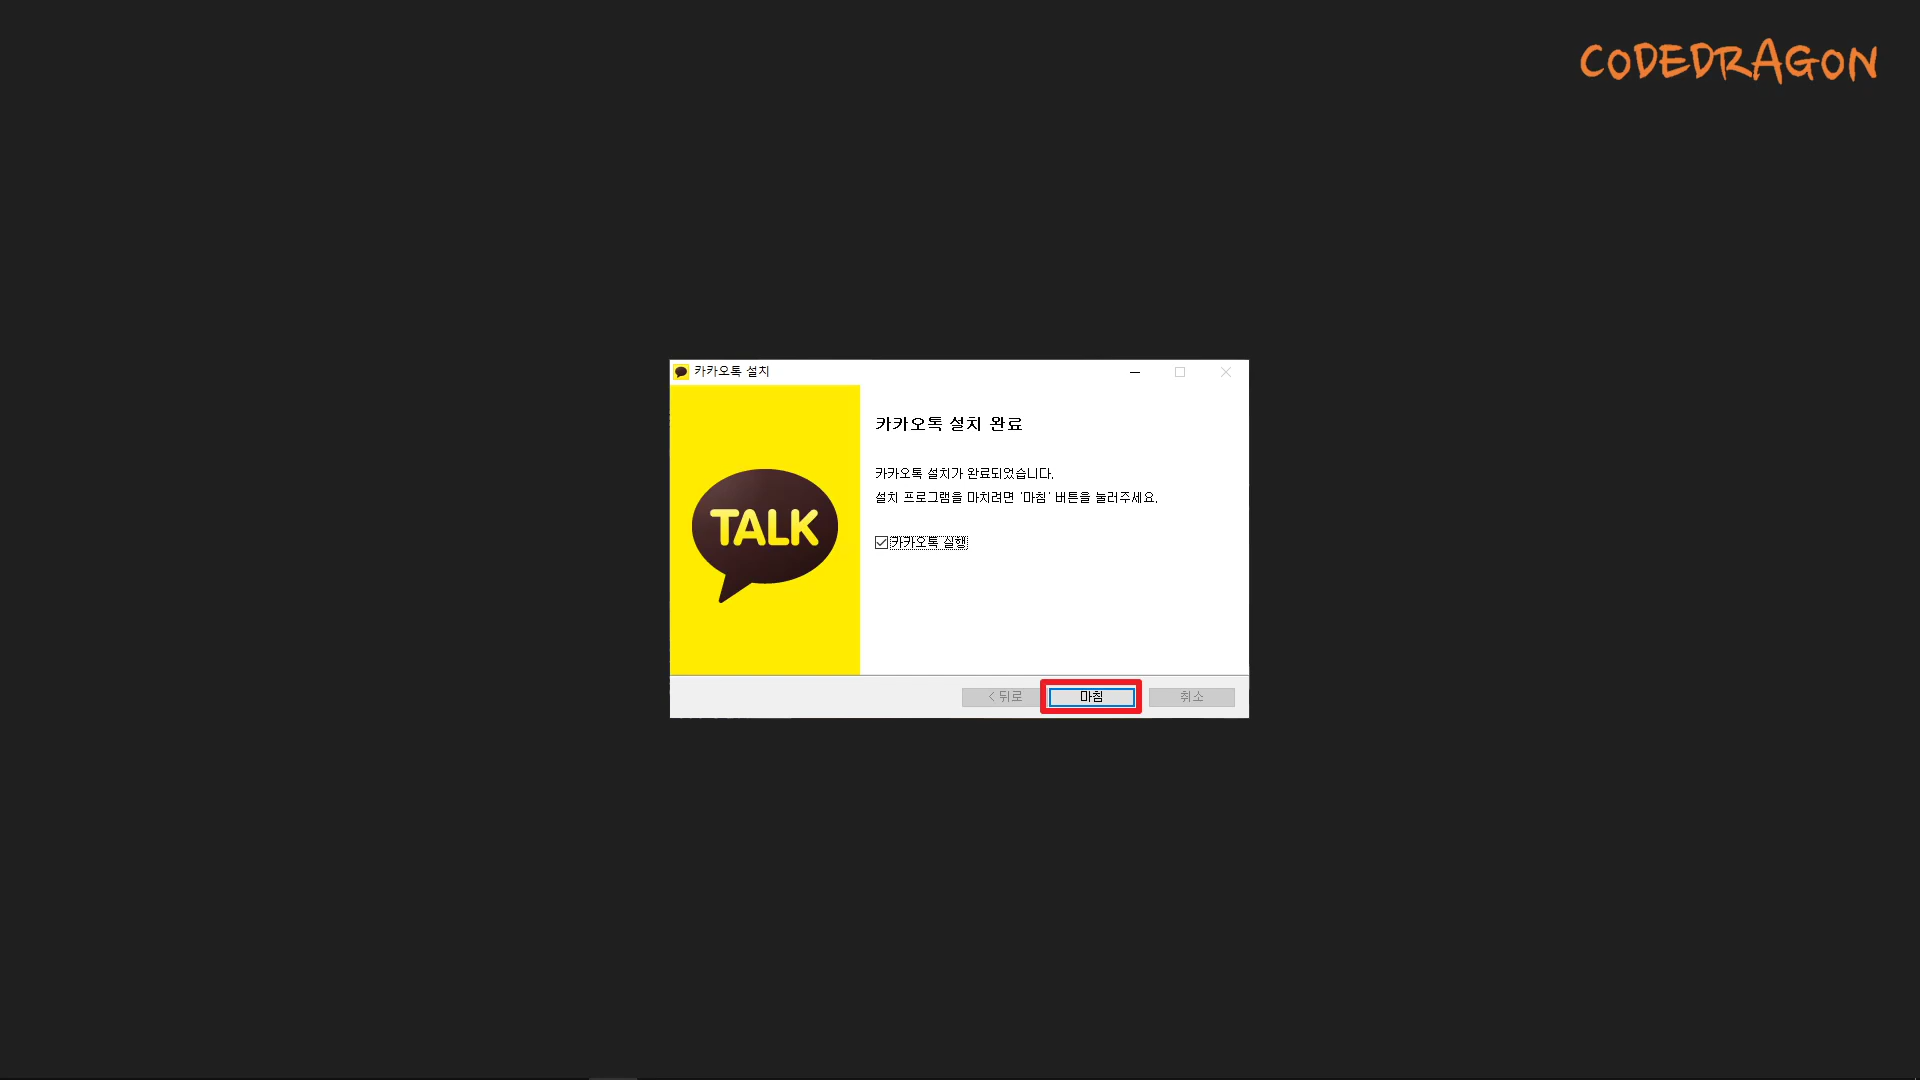 CODEDRAGON
카카오톡 설치
카카오톡 설치 완료
카카오톡 설치가 완료되었습니다.
설치 프로그램을 마치려면 '마침' 버튼을 눌러주세요.
TALK
카카오톡 실행
< 뒤로
마침
취소